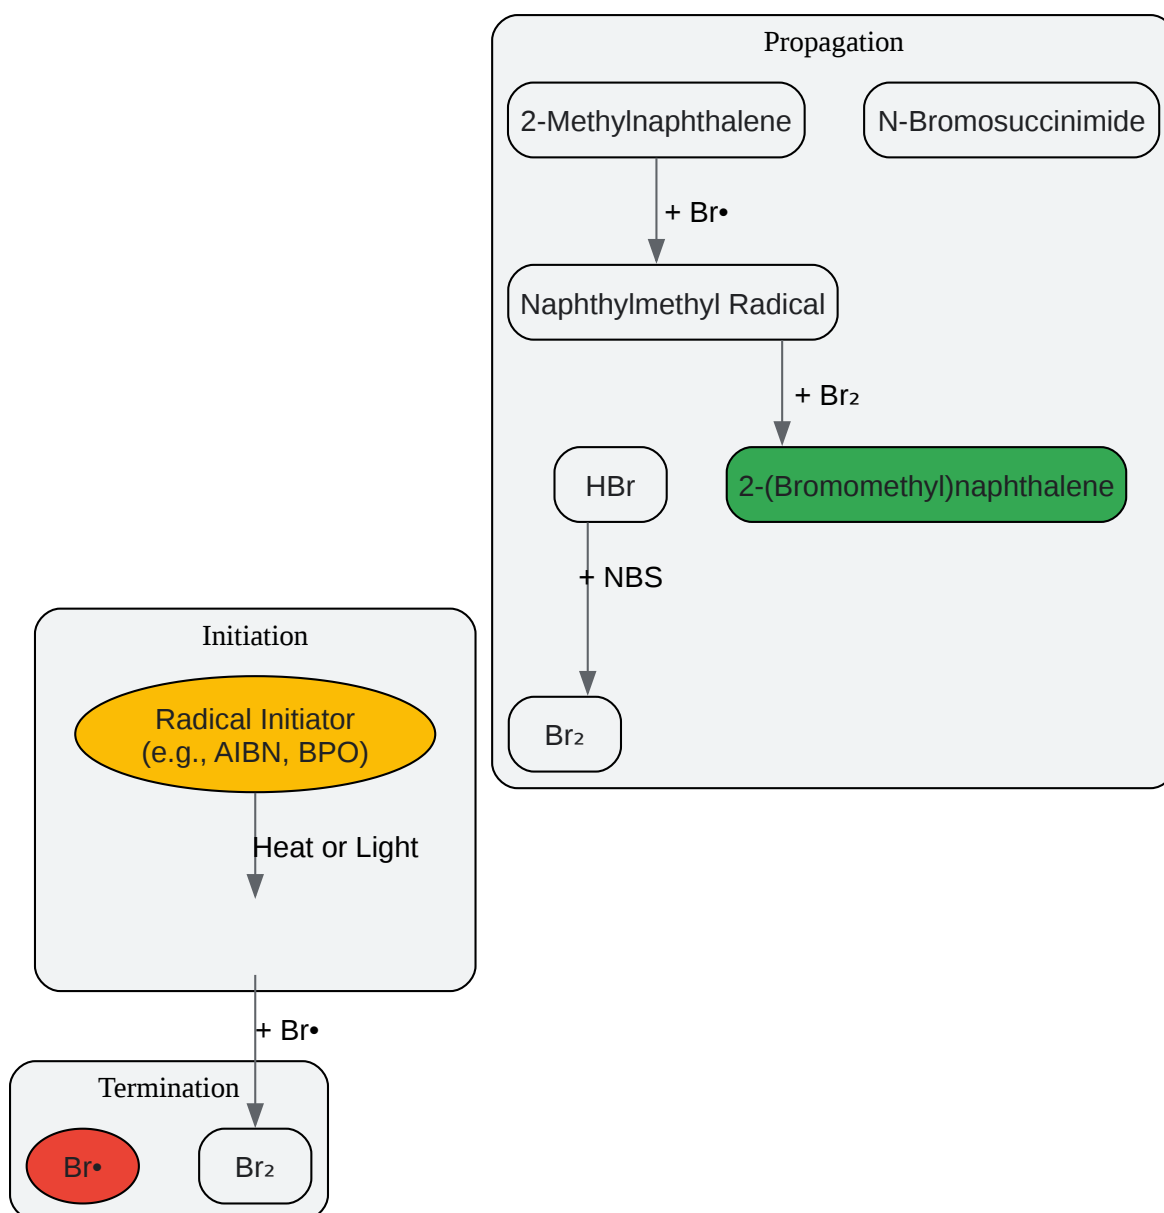 Propagation
2-Methylnaphthalene
N-Bromosuccinimide
+ Br•
Naphthylmethyl Radical
+ Br₂
HBr
2-(Bromomethyl)naphthalene
+ NBS
Br₂
Initiation
Radical Initiator
(e.g., AIBN, BPO)
Heat or Light
+ Br•
Termination
Br•
Br₂